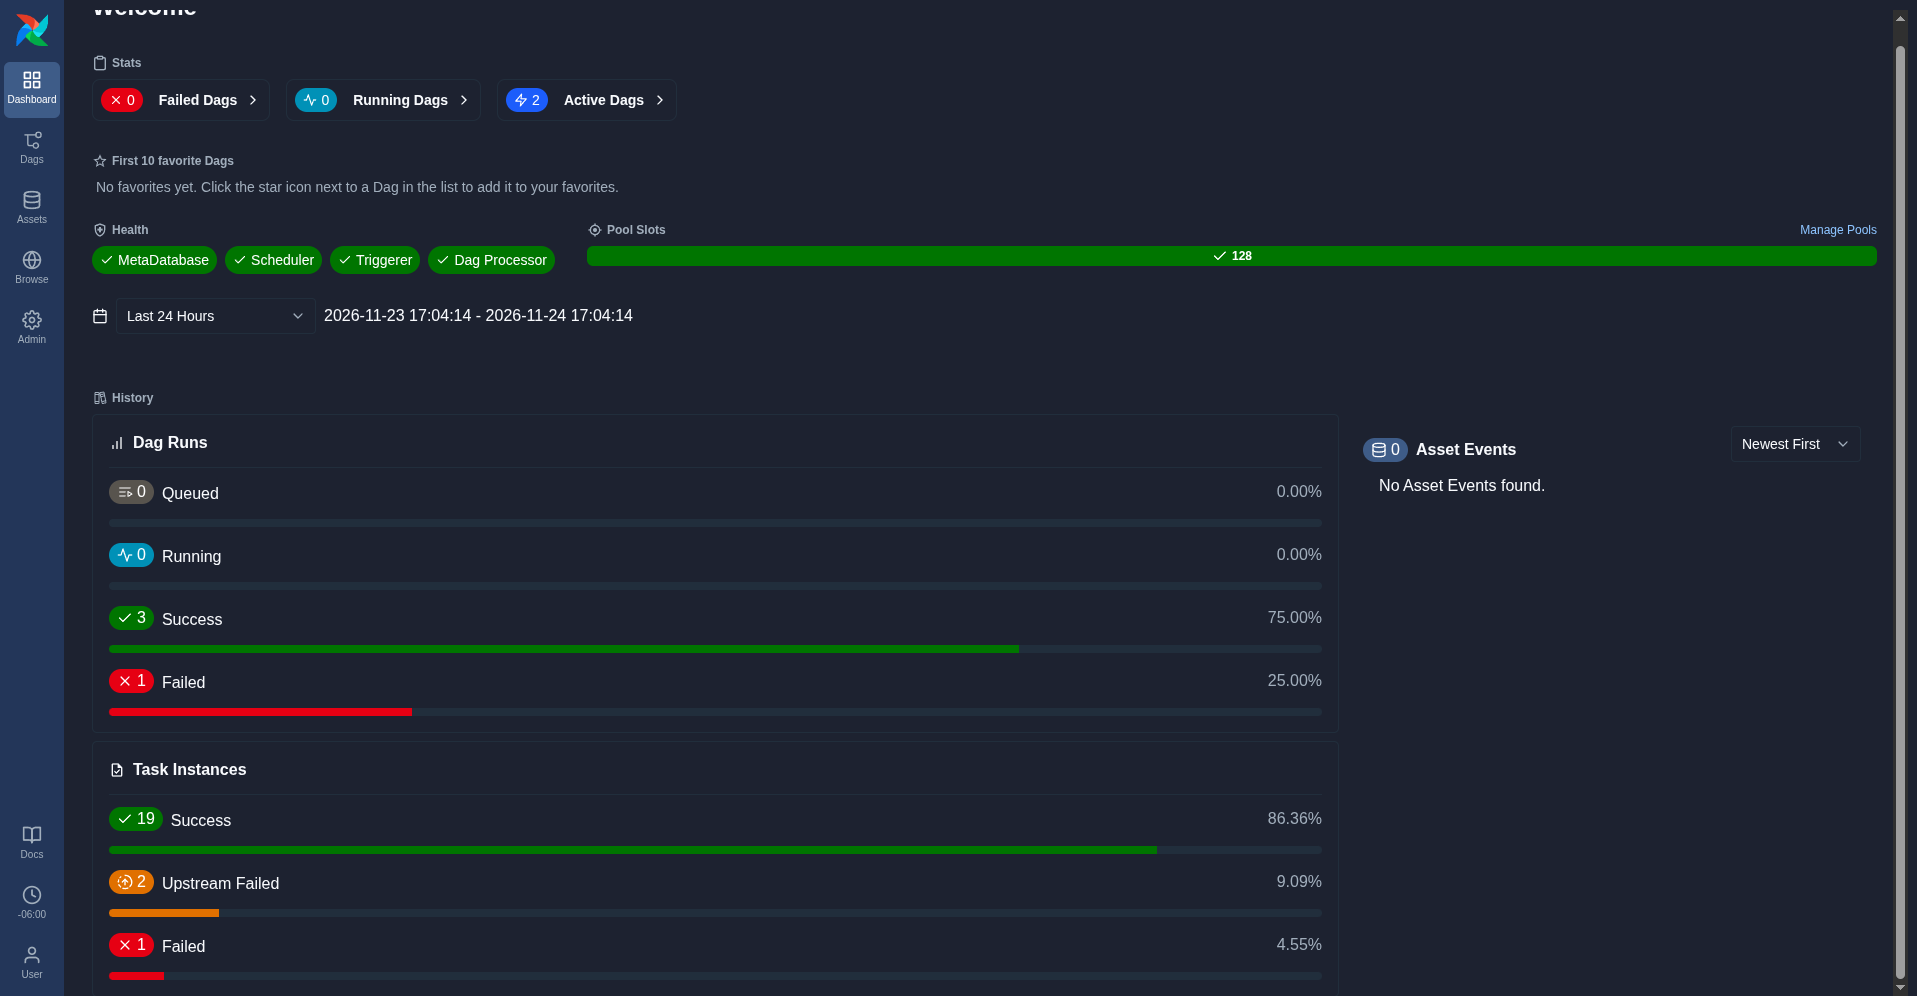 Welcome
Stats
0 Failed Dags
0 Running Dags
2 Active Dags
First 10 favorite Dags
No favorites yet. Click the star icon next to a Dag in the list to add it to your favorites.
Health
MetaDatabase
Scheduler
Triggerer
Dag Processor
Pool Slots
Manage Pools
128
Last 24 Hours
2026-11-23 17:04:14 - 2026-11-24 17:04:14
History
Dag Runs
0 Queued 0.00%
0 Running 0.00%
3 Success 75.00%
1 Failed 25.00%
Task Instances
19 Success 86.36%
2 Upstream Failed 9.09%
1 Failed 4.55%
0 Asset Events
Newest First
No Asset Events found.
Dashboard
Dags
Assets
Browse
Admin
Docs
-06:00
User